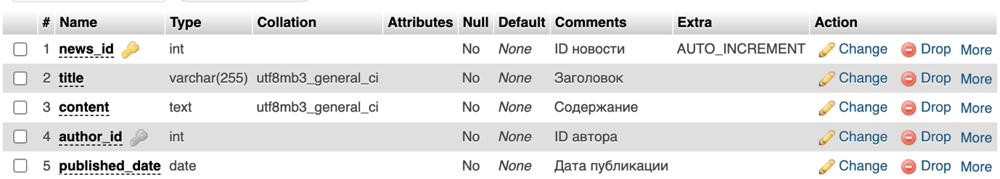 # Name Type Collation Attributes Null Default Comments Extra Action
1 news_id int No None ID новости AUTO_INCREMENT Change Drop More
2 title varchar(255) utf8mb3_general_ci No None Заголовок Change Drop More
3 content text utf8mb3_general_ci No None Содержание Change Drop More
4 author_id int No None ID автора Change Drop More
5 published_date date No None Дата публикации Change Drop More